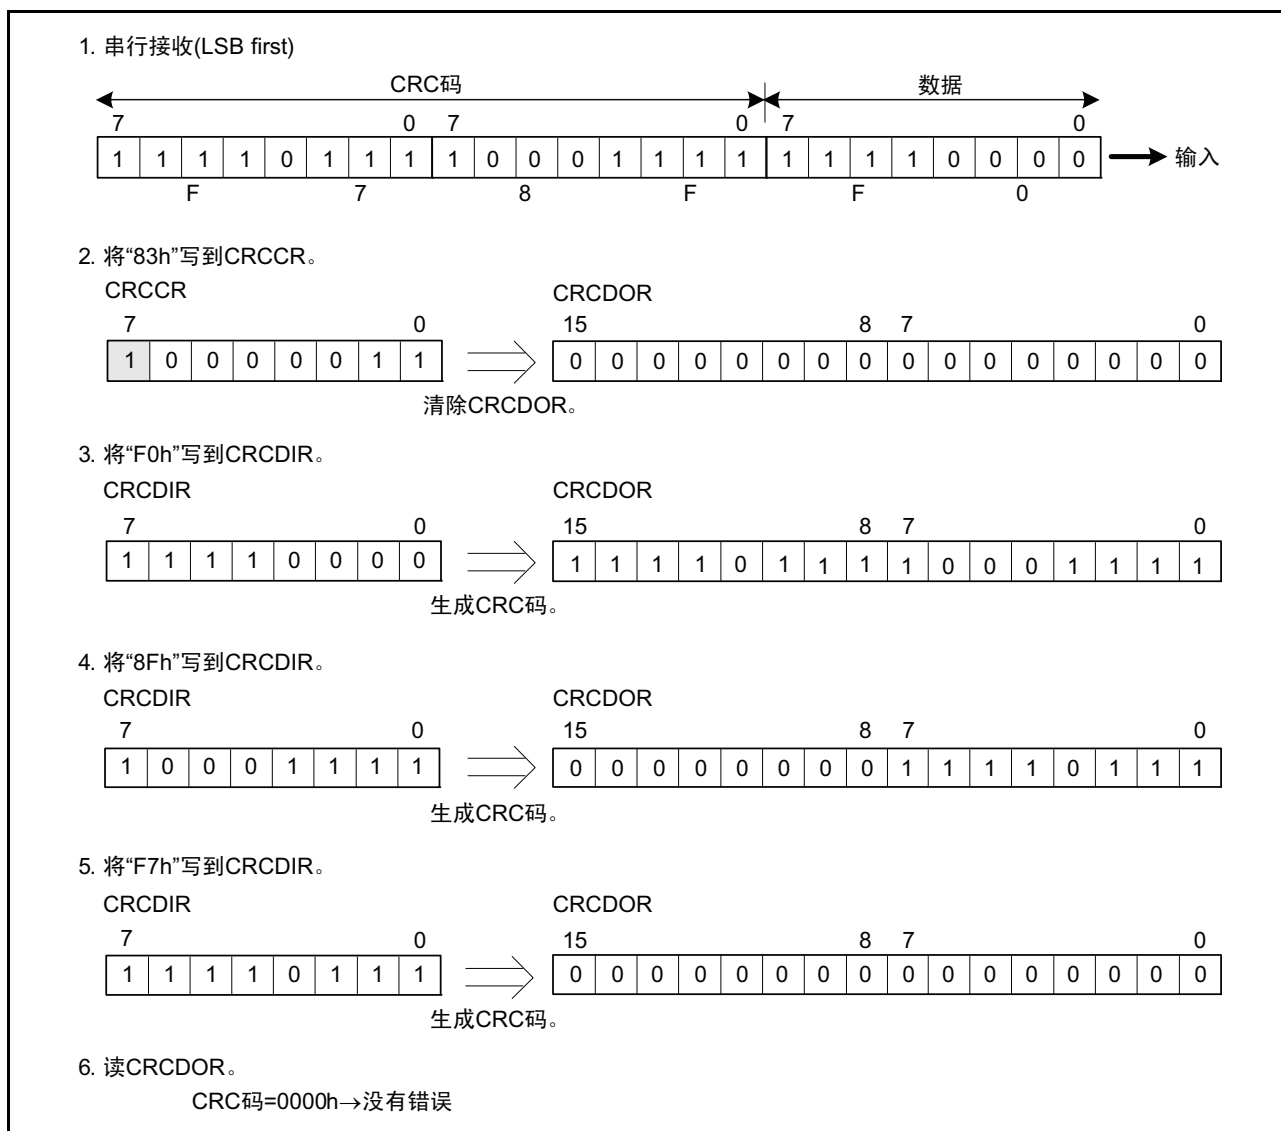 1. 串行接收(LSB first)
CRC码 数据
7 0 7 0 7 0
1 1 1 1 0 1 1 1 1 0 0 0 1 1 1 1 1 1 1 1 0 0 0 0 输入
F 7 8 F F 0
2. 将“83h”写到CRCCR。
CRCCR CRCDOR
7 0 15 8 7 0
1 0 0 0 0 0 1 1 0 0 0 0 0 0 0 0 0 0 0 0 0 0 0 0
清除CRCDOR。
3. 将“F0h”写到CRCDIR。
CRCDIR CRCDOR
7 0 15 8 7 0
1 1 1 1 0 0 0 0 1 1 1 1 0 1 1 1 1 0 0 0 1 1 1 1
生成CRC码。
4. 将“8Fh”写到CRCDIR。
CRCDIR CRCDOR
7 0 15 8 7 0
1 0 0 0 1 1 1 1 0 0 0 0 0 0 0 0 1 1 1 1 0 1 1 1
生成CRC码。
5. 将“F7h”写到CRCDIR。
CRCDIR CRCDOR
7 0 15 8 7 0
1 1 1 1 0 1 1 1 0 0 0 0 0 0 0 0 0 0 0 0 0 0 0 0
生成CRC码。
6. 读CRCDOR。
CRC码=0000h→没有错误